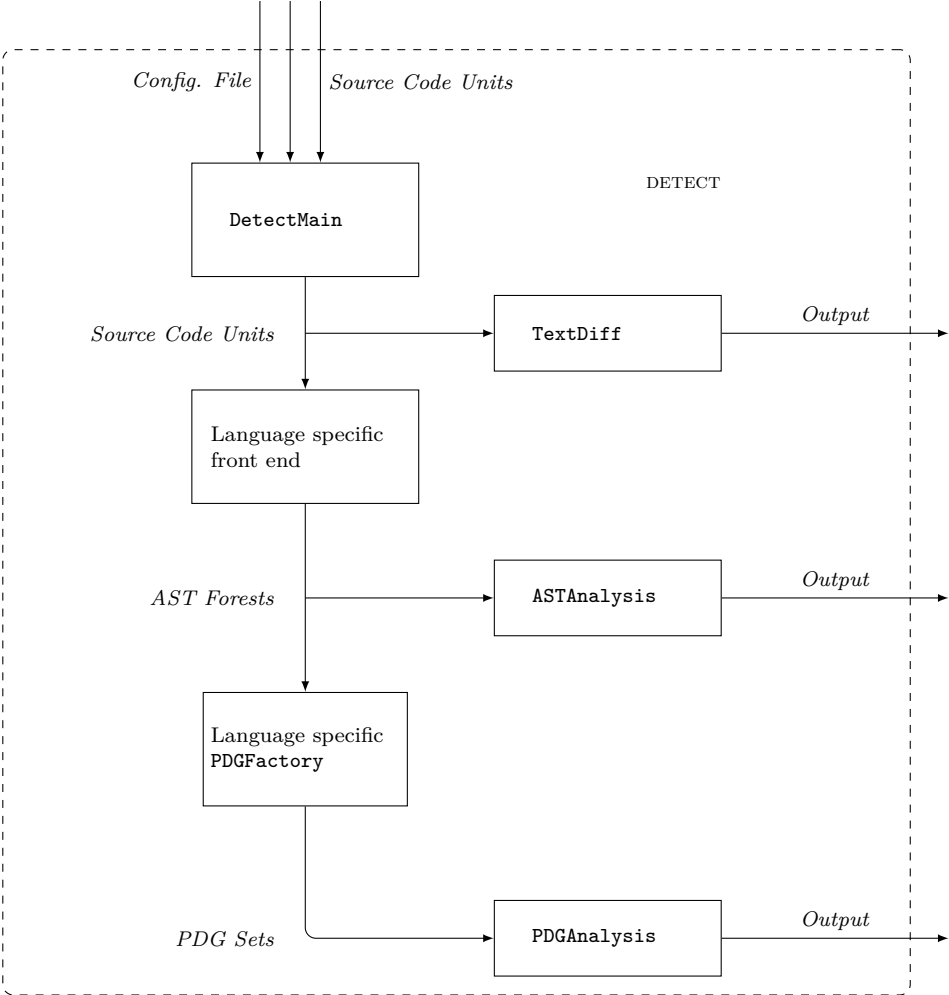 Config. File
Source Code Units
DETECT
DetectMain
Output
Source Code Units
TextDiff
Language specific
front end
Output
AST Forests
ASTAnalysis
Language specific
PDGFactory
Output
PDG Sets
PDGAnalysis